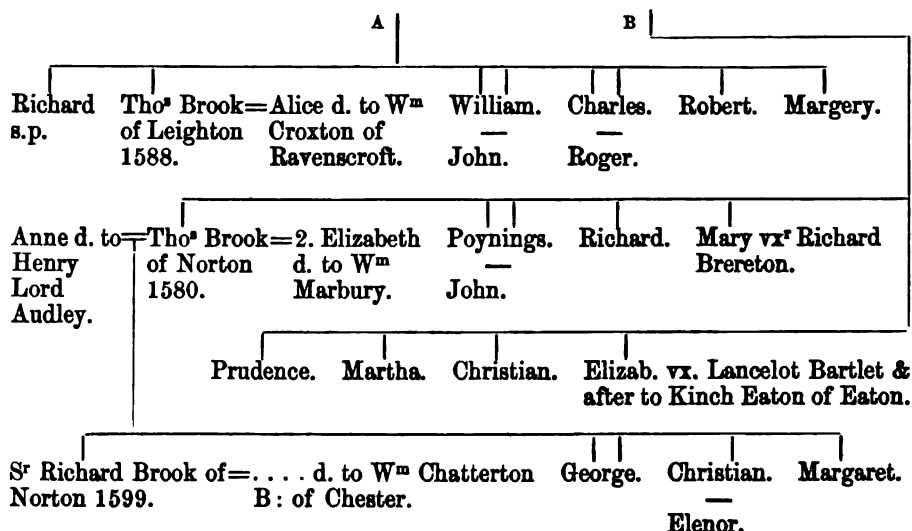 A B
Richard Thoˢ Brook=Alice d. to Wᵐ William. Charles. Robert. Margery.
s.p. of Leighton Croxton of — —
1588. Ravenscroft. John. Roger.
Anne d. to=Thoˢ Brook=2. Elizabeth Poynings. Richard. Mary vxʳ Richard
Henry of Norton d. to Wᵐ — Brereton.
Lord 1580. Marbury. John.
Audley.
Prudence. Martha. Christian. Elizab. vx. Lancelot Bartlet &
after to Kinch Eaton of Eaton.
Sʳ Richard Brook of=.... d. to Wᵐ Chatterton George. Christian. Margaret.
Norton 1599. B: of Chester. —
Elenor.